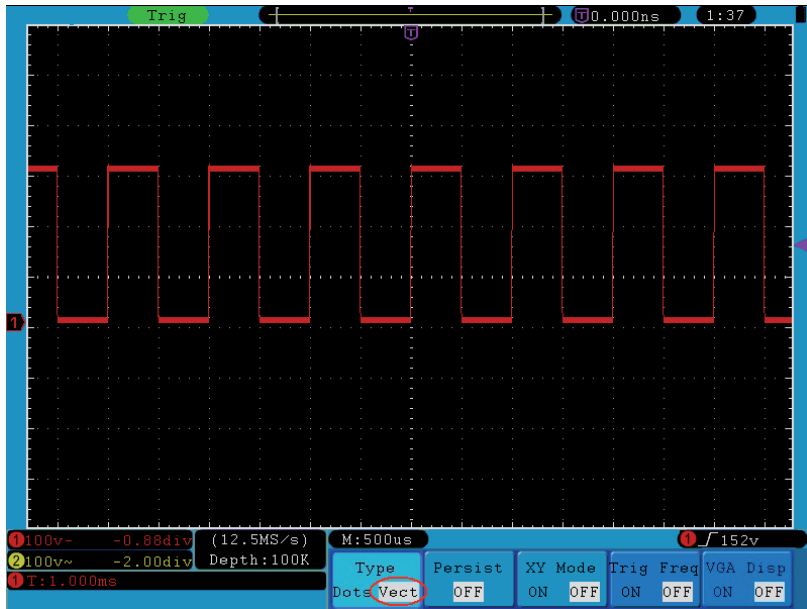 Trig T T 0.000ns 1:37
T
1
1 100v- -0.88div (12.5MS/s) M:500us 1 152v
2 100v~ -2.00div Depth:100K
1 T:1.000ms
Type Persist XY Mode Trig Freq VGA Disp
Dots Vect OFF ON OFF ON OFF ON OFF